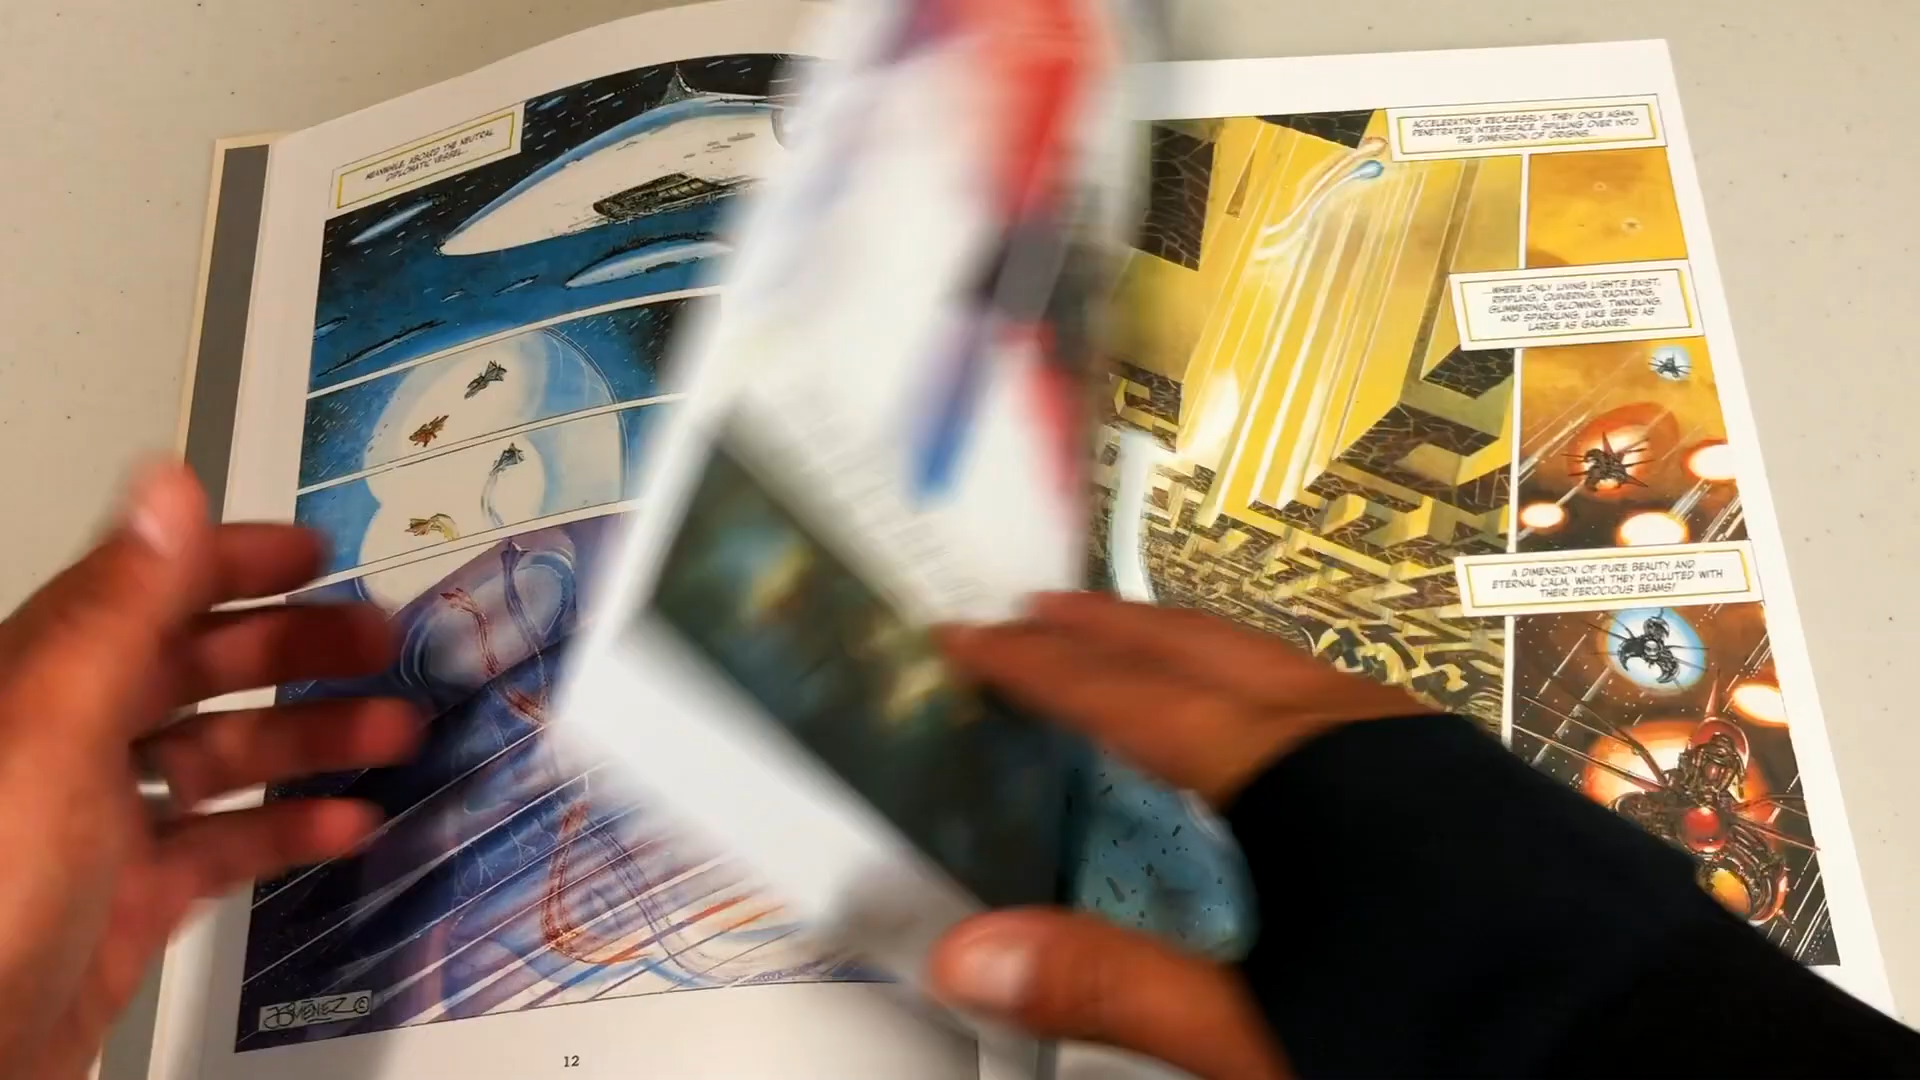 MEANWHILE, ABOARD THE NEUTRAL
DIPLOMATIC VESSEL...
ACCELERATING RECKLESSLY, THEY ONCE AGAIN
PENETRATED INTER-SPACE, SPILLING OVER INTO
THE DIMENSION OF ORIGINS...
...WHERE ONLY LIVING LIGHTS EXIST,
RIPPLING, QUIVERING, RADIATING,
GLIMMERING, GLOWING, TWINKLING,
AND SPARKLING, LIKE GEMS AS
LARGE AS GALAXIES.
A DIMENSION OF PURE BEAUTY AND
ETERNAL CALM, WHICH THEY POLLUTED WITH
THEIR FEROCIOUS BEAMS!
JIMENEZ ©
12